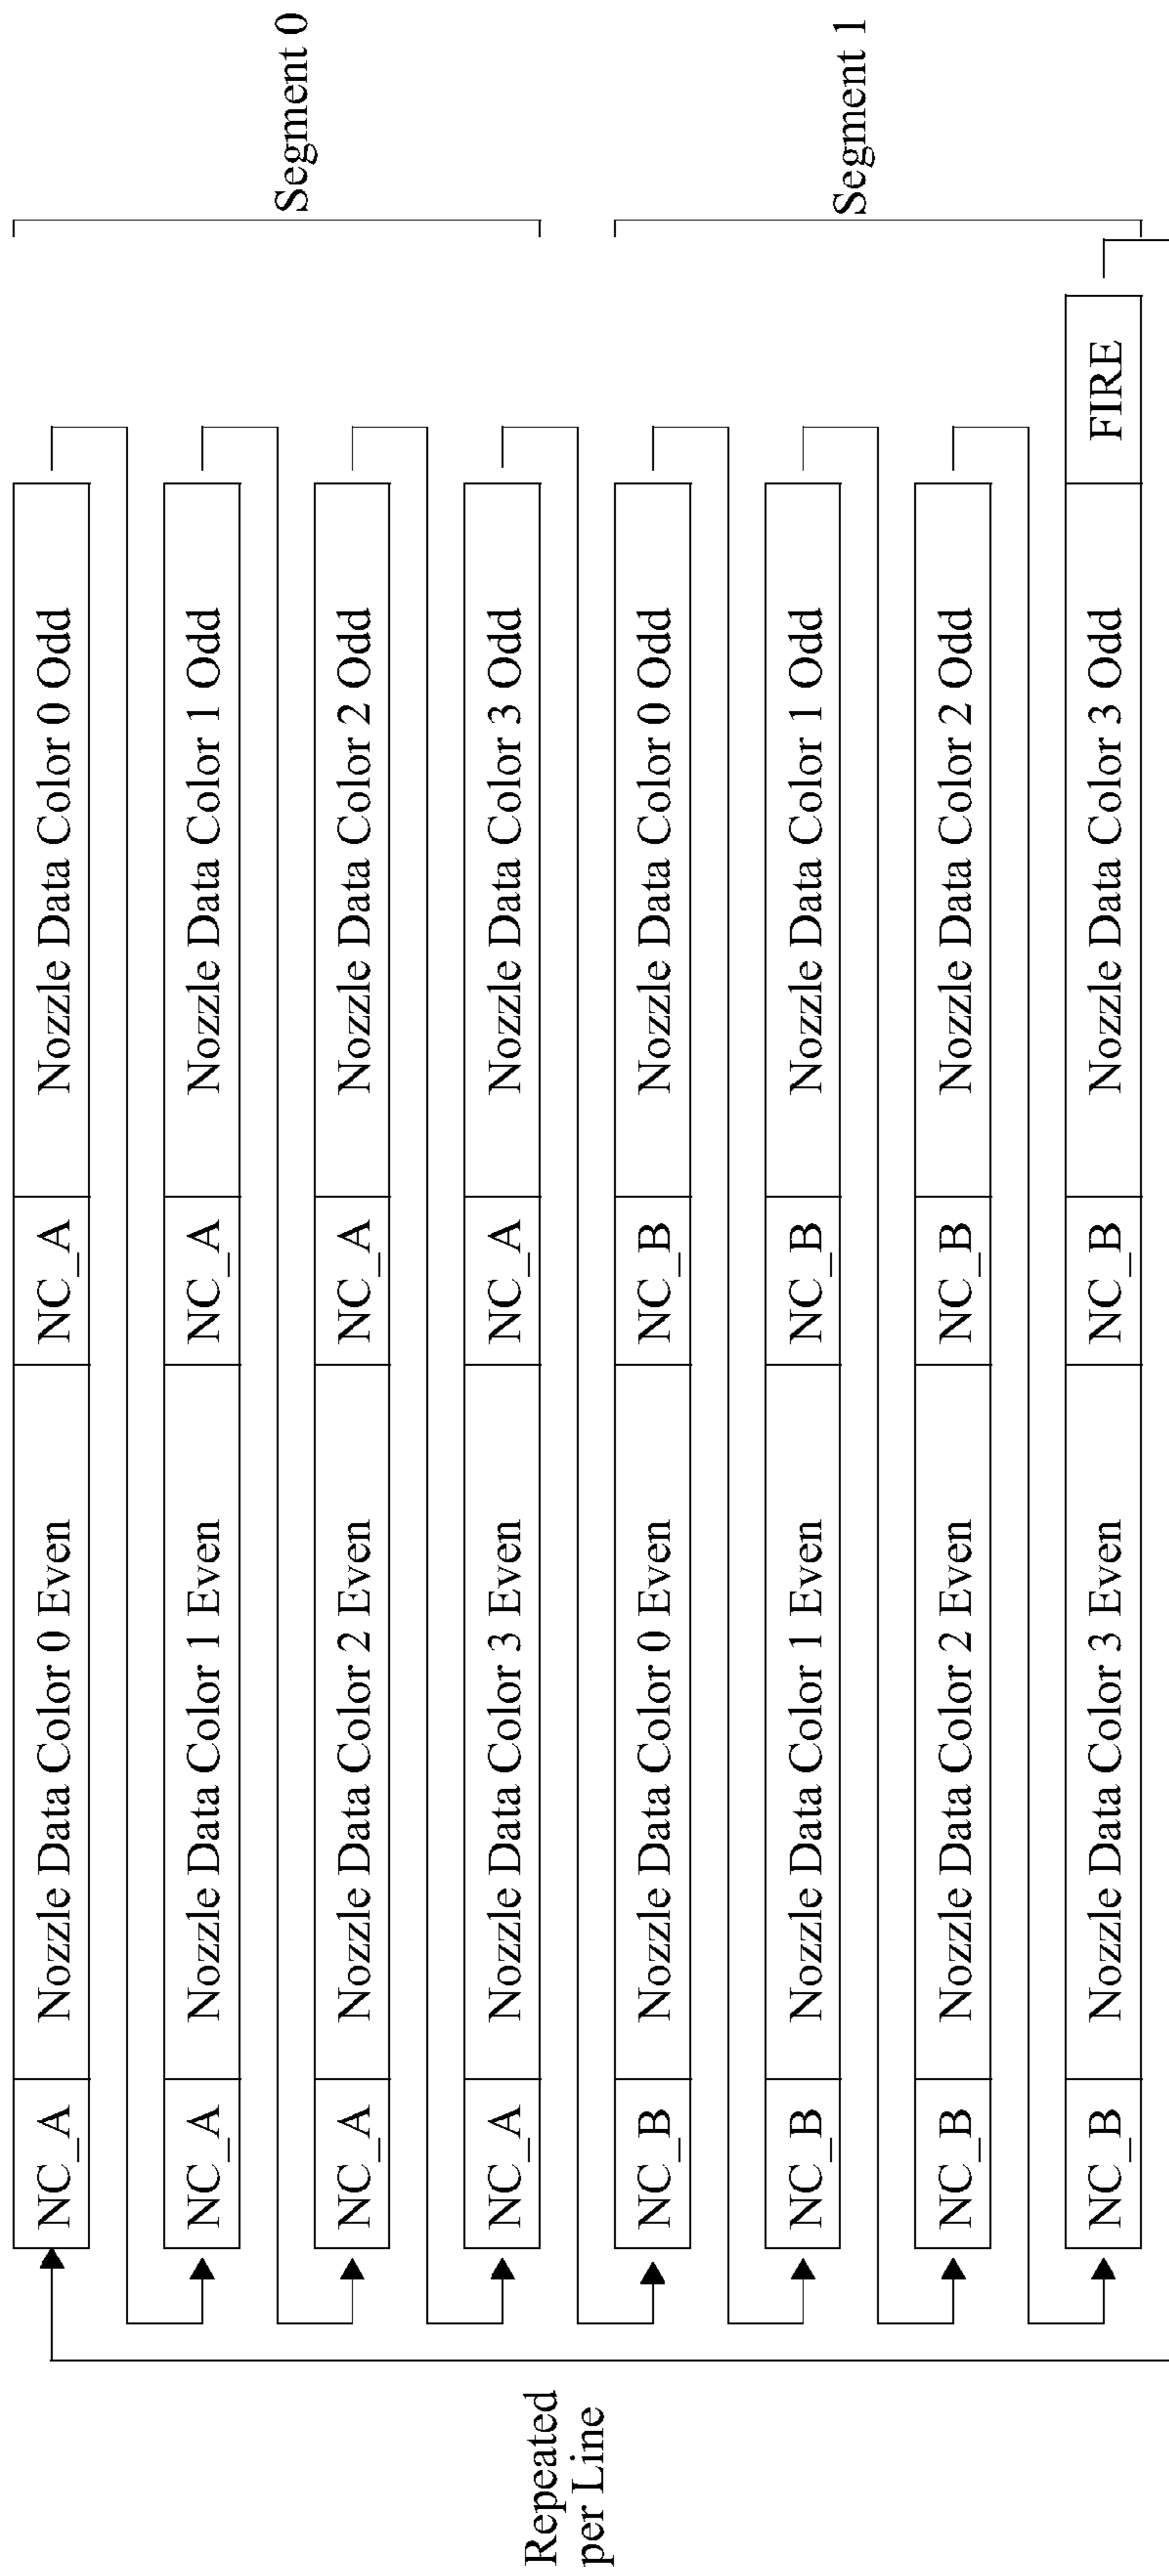 NC_A Nozzle Data Color 0 Even NC_A Nozzle Data Color 0 Odd
NC_A Nozzle Data Color 1 Even NC_A Nozzle Data Color 1 Odd
Segment 0
NC_A Nozzle Data Color 2 Even NC_A Nozzle Data Color 2 Odd
NC_A Nozzle Data Color 3 Even NC_A Nozzle Data Color 3 Odd
Repeated
per Line
NC_B Nozzle Data Color 0 Even NC_B Nozzle Data Color 0 Odd
NC_B Nozzle Data Color 1 Even NC_B Nozzle Data Color 1 Odd
Segment 1
NC_B Nozzle Data Color 2 Even NC_B Nozzle Data Color 2 Odd
NC_B Nozzle Data Color 3 Even NC_B Nozzle Data Color 3 Odd FIRE